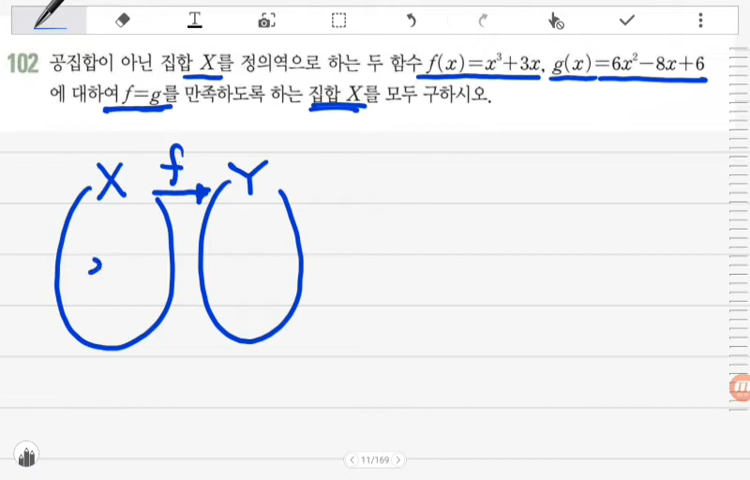 T
102 공집합이 아닌 집합 X를 정의역으로 하는 두 함수 f(x)=x³+3x, g(x)=6x²−8x+6
에 대하여 f=g를 만족하도록 하는 집합 X를 모두 구하시오.
X f Y
< 11/169 >